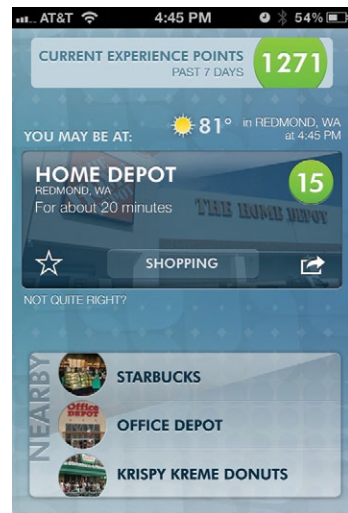 AT&T 4:45 PM 54%
CURRENT EXPERIENCE POINTS
PAST 7 DAYS
1271
YOU MAY BE AT:
81° in REDMOND, WA
at 4:45 PM
HOME DEPOT
REDMOND, WA
For about 20 minutes
15
THE HOME DEPOT
SHOPPING
NOT QUITE RIGHT?
NEARBY
STARBUCKS
Office
DEPOT
OFFICE DEPOT
KRISPY KREME DONUTS